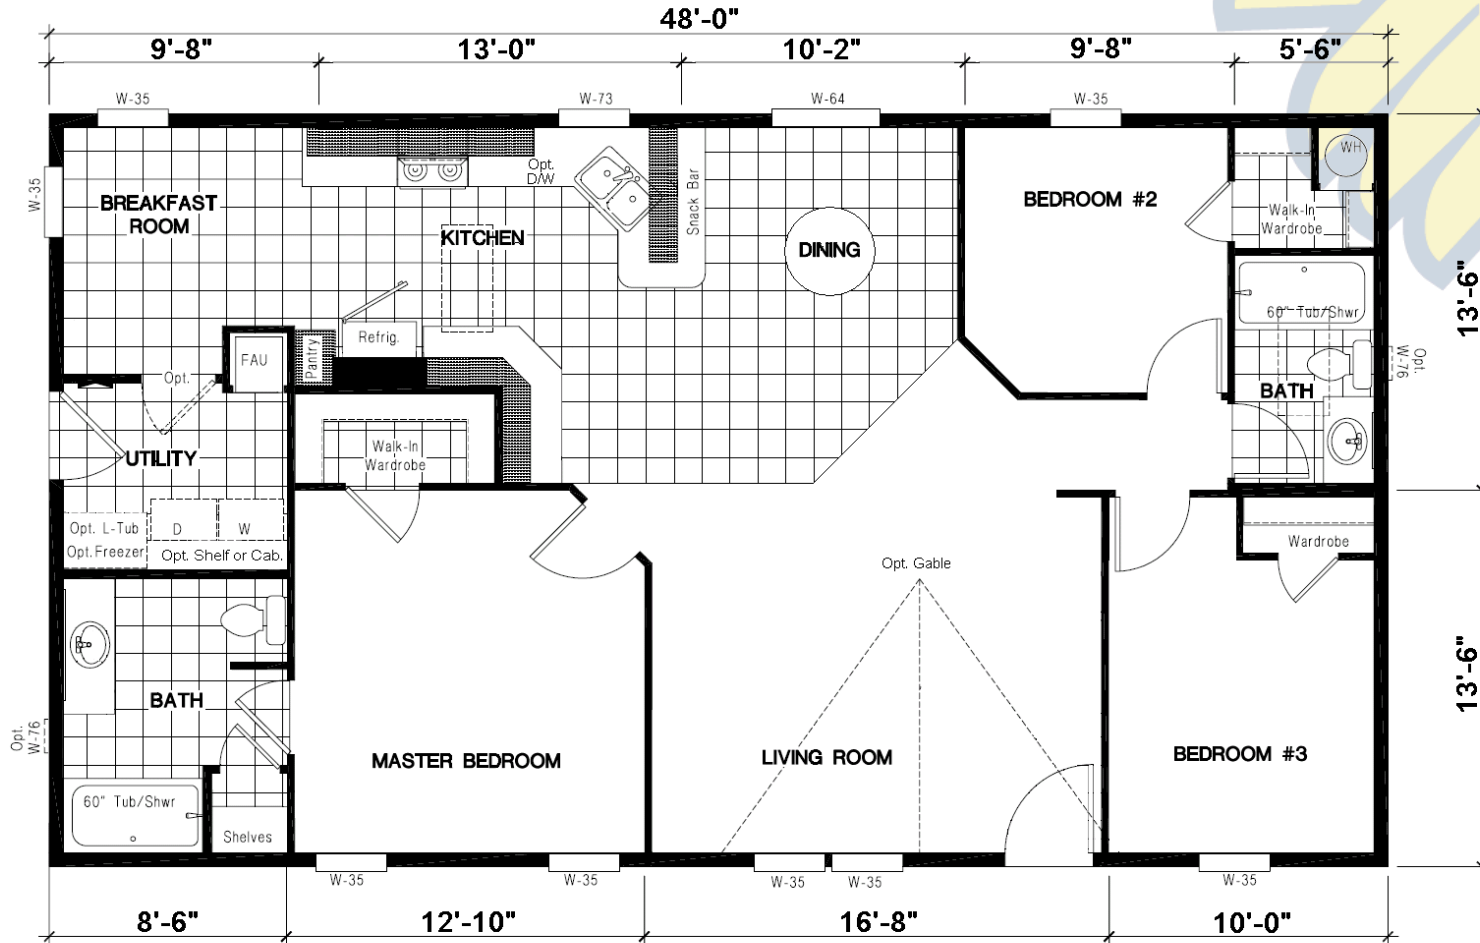 48'-0"
9'-8"
13'-0"
10'-2"
9'-8"
5'-6"
W-35
W-73
W-64
W-35
W-35
BREAKFAST
ROOM
KITCHEN
Opt.
D/W
Snack Bar
DINING
BEDROOM #2
WH
Walk-In
Wardrobe
13'-6"
60" Tub/Shwr
Opt.
W-76
BATH
FAU
Pantry
Refrig.
Opt.
Walk-In
Wardrobe
UTILITY
Opt. L-Tub
Opt. Freezer
D
W
Opt. Shelf or Cab.
Wardrobe
Opt. Gable
13'-6"
BATH
Opt.
W-76
MASTER BEDROOM
LIVING ROOM
BEDROOM #3
60" Tub/Shwr
Shelves
W-35
W-35
W-35
W-35
W-35
8'-6"
12'-10"
16'-8"
10'-0"